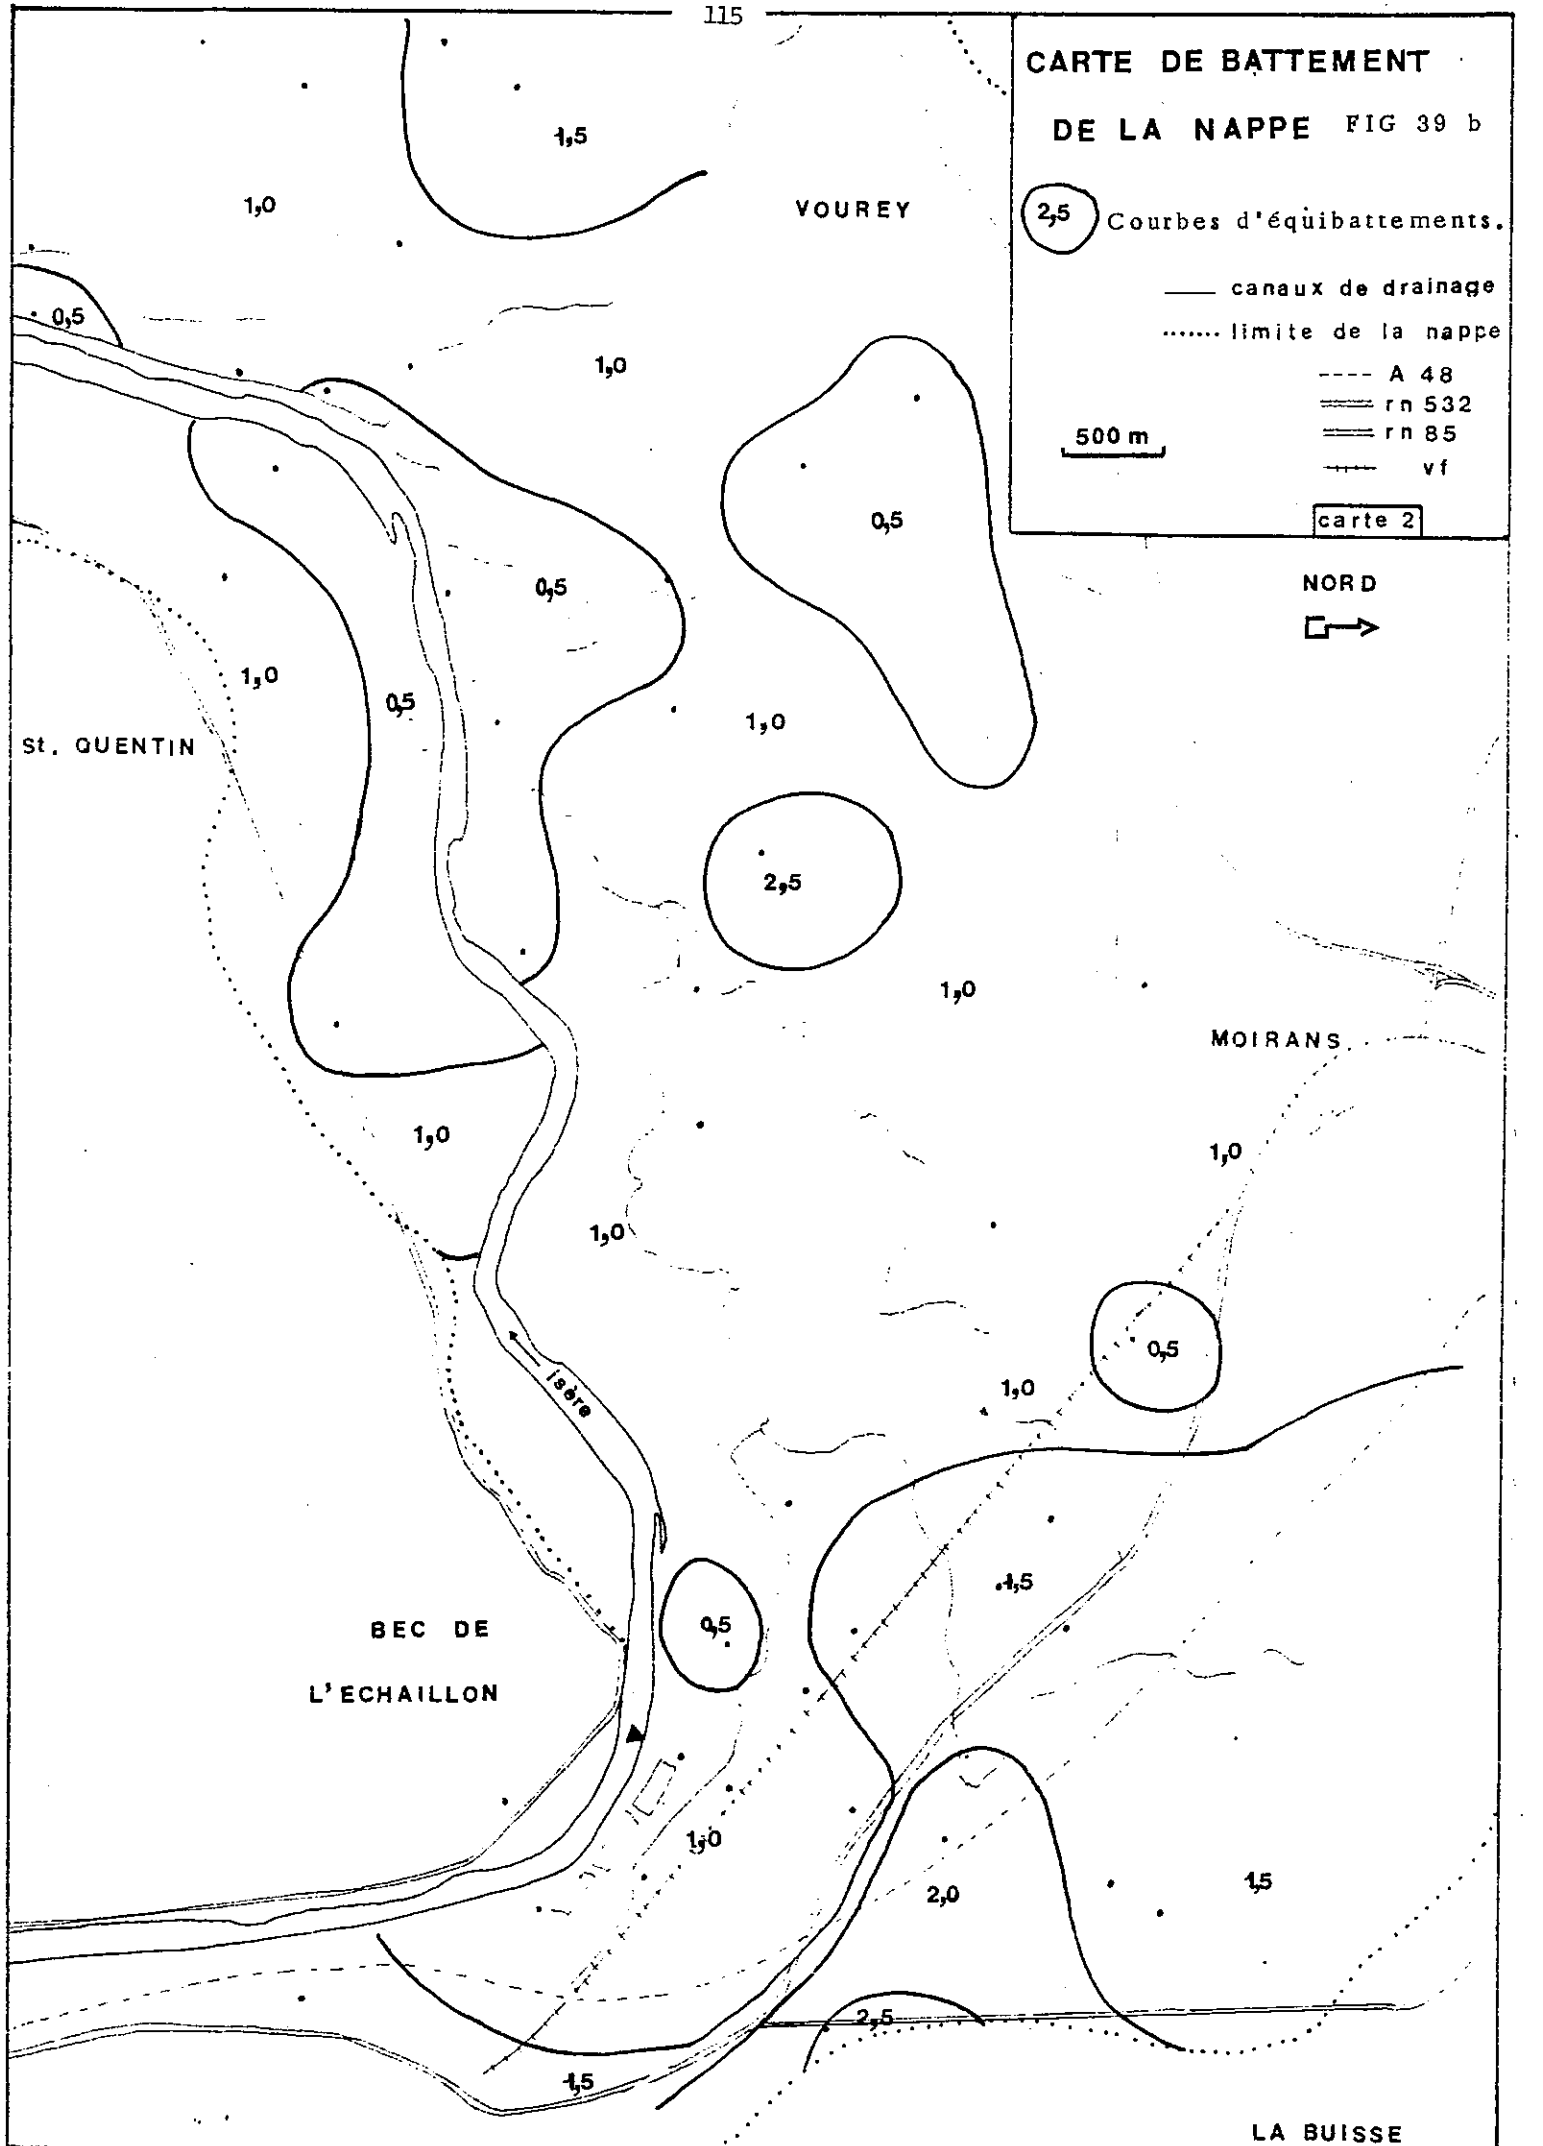 115
CARTE DE BATTEMENT
DE LA NAPPE FIG 39 b
2,5 Courbes d'équibattements.
canaux de drainage
limite de la nappe
A 48
rn 532
rn 85
vf
500 m
carte 2
NORD
1,5
1,0
VOUREY
0,5
1,0
0,5
0,5
1,0
0,5
1,0
St. QUENTIN
2,5
1,0
MOIRANS
1,0
1,0
1,0
0,5
isère
1,0
1,5
0,5
BEC DE
L'ECHAILLON
1,0
2,0
1,5
2,5
1,5
LA BUISSE